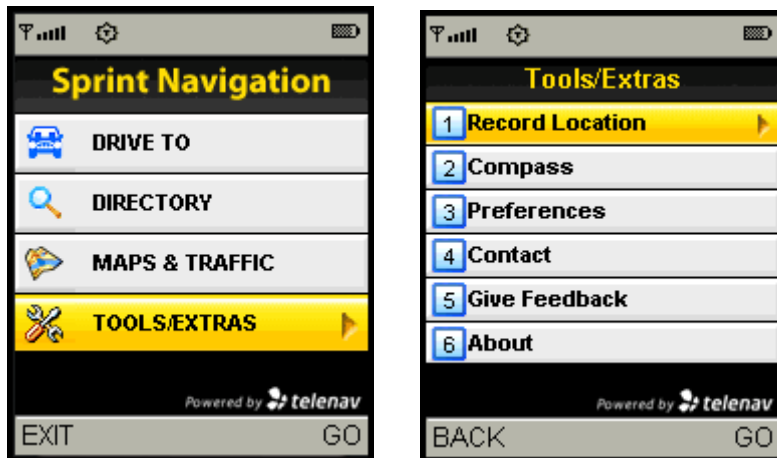 Sprint Navigation
DRIVE TO
DIRECTORY
MAPS & TRAFFIC
TOOLS/EXTRAS
Powered by telenav
EXIT GO
Tools/Extras
1 Record Location
2 Compass
3 Preferences
4 Contact
5 Give Feedback
6 About
Powered by telenav
BACK GO